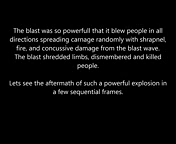 The blast was so powerfull that it blew people in all
directions spreading carnage randomly with shrapnel,
fire, and concussive damage from the blast wave.
The blast shredded limbs, dismembered and killed
people.
Lets see the aftermath of such a powerful explosion in
a few sequential frames.